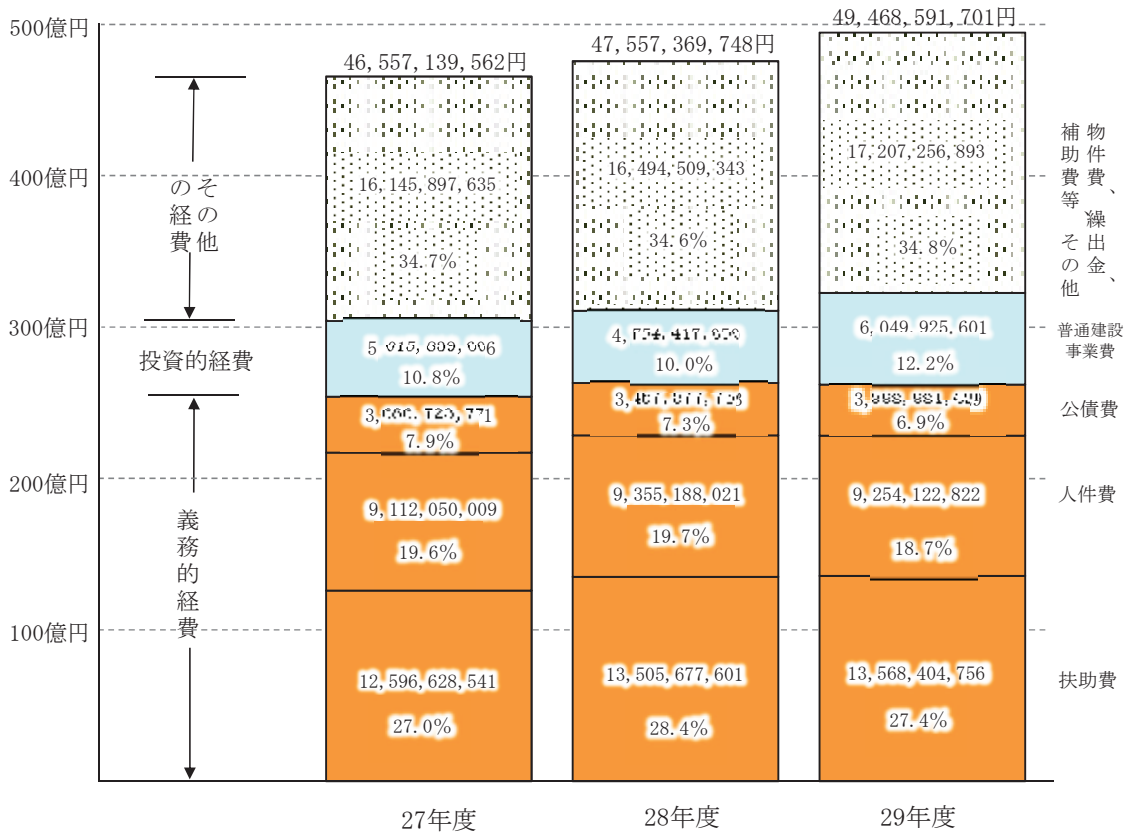 500億円
400億円
300億円
200億円
100億円
その他
の経費
投資的経費
義務的経費
46,557,139,562円
16,145,897,635
34.7%
10.8%
7.9%
9,112,050,009
19.6%
12,596,628,541
27.0%
27年度
47,557,369,748円
16,494,509,343
34.6%
10.0%
7.3%
9,355,188,021
19.7%
13,505,677,601
28.4%
28年度
49,468,591,701円
17,207,256,893
34.8%
6,049,925,601
12.2%
6.9%
9,254,122,822
18.7%
13,568,404,756
27.4%
29年度
物件費、繰出金、
補助費等 その他
普通建設
事業費
公債費
人件費
扶助費